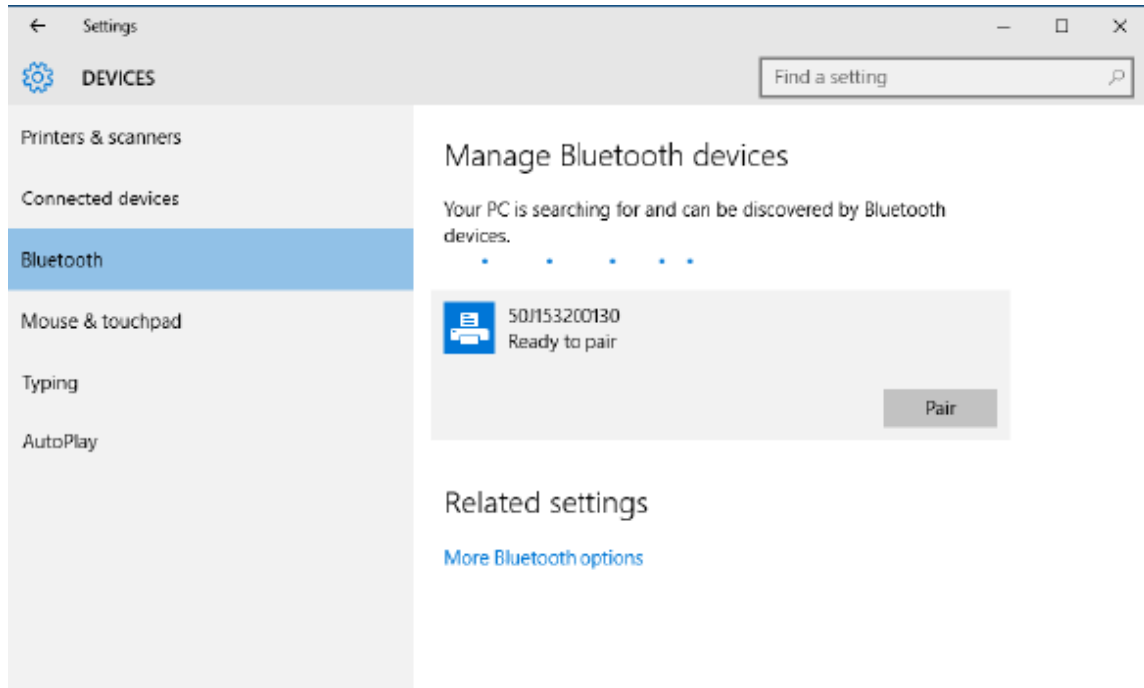 Settings
DEVICES
Find a setting
Printers & scanners
Connected devices
Bluetooth
Mouse & touchpad
Typing
AutoPlay
Manage Bluetooth devices
Your PC is searching for and can be discovered by Bluetooth
devices.
50J153200130
Ready to pair
Pair
Related settings
More Bluetooth options